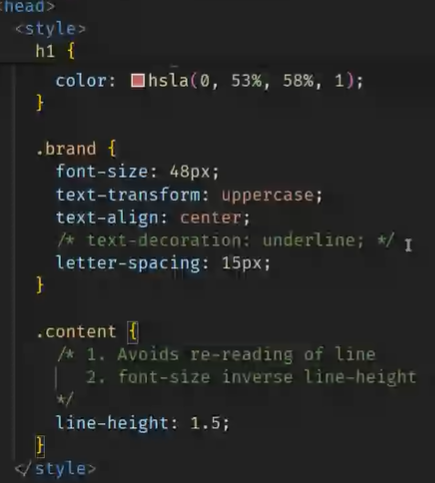 <head>
<style>
h1 {
color: hsla(0, 53%, 58%, 1);
}
.brand {
font-size: 48px;
text-transform: uppercase;
text-align: center;
/* text-decoration: underline; */
letter-spacing: 15px;
}
.content {
/* 1. Avoids re-reading of line
2. font-size inverse line-height
*/
line-height: 1.5;
}
</style>